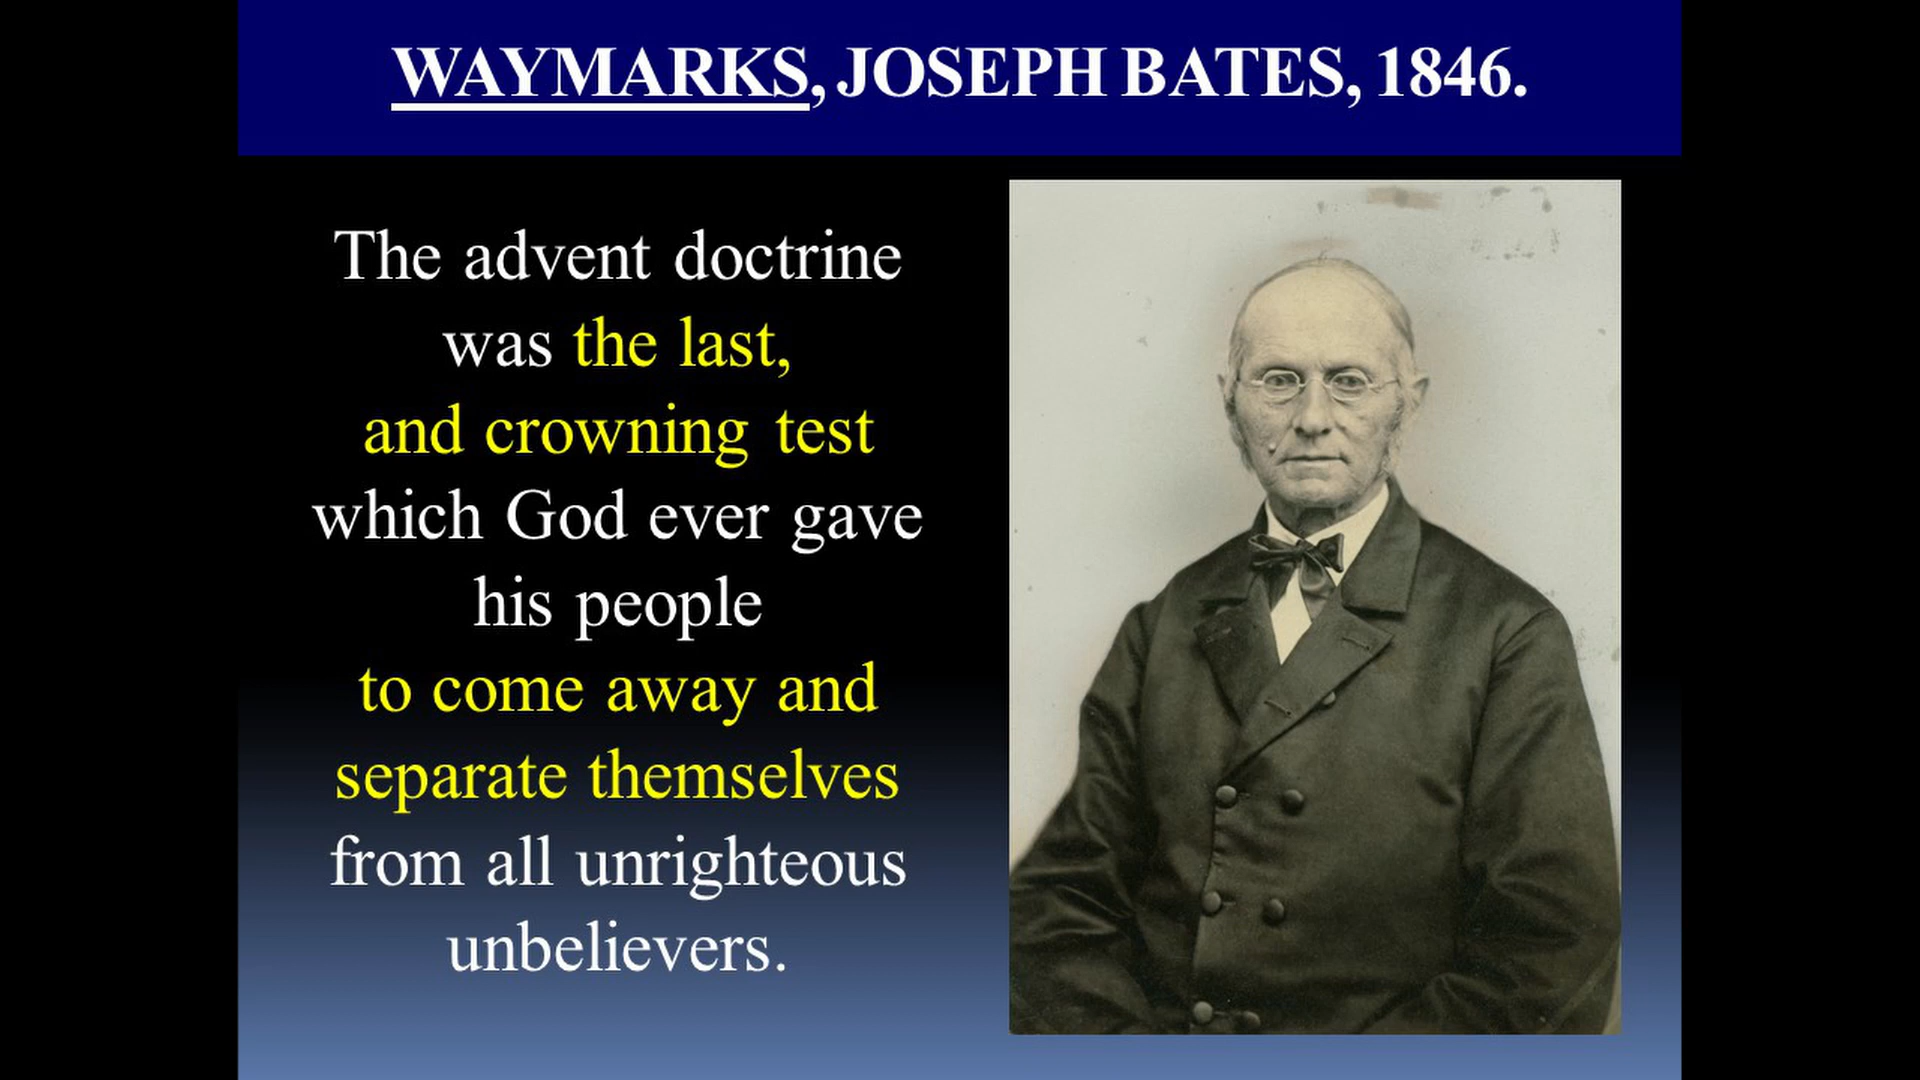 WAYMARKS, JOSEPH BATES, 1846.
The advent doctrine
was the last,
and crowning test
which God ever gave
his people
to come away and
separate themselves
from all unrighteous
unbelievers.